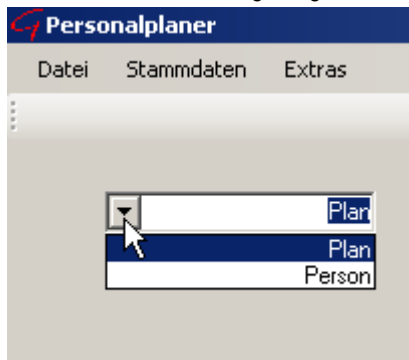 Personalplaner
Datei Stammdaten Extras
Plan
Plan
Person